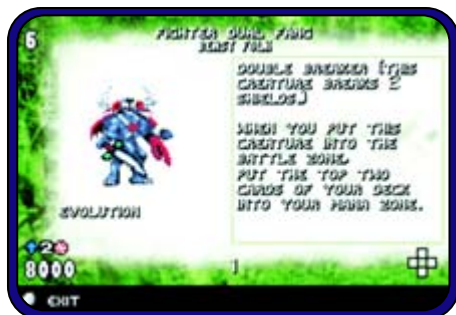 6
FIGHTER DUAL FANG
BEAST FOLK
DOUBLE BREAKER (THIS
CREATURE BREAKS 2
SHIELDS.)
WHEN YOU PUT THIS
CREATURE INTO THE
BATTLE ZONE,
PUT THE TOP TWO
CARDS OF YOUR DECK
INTO YOUR MANA ZONE.
EVOLUTION
2
8000
1
EXIT